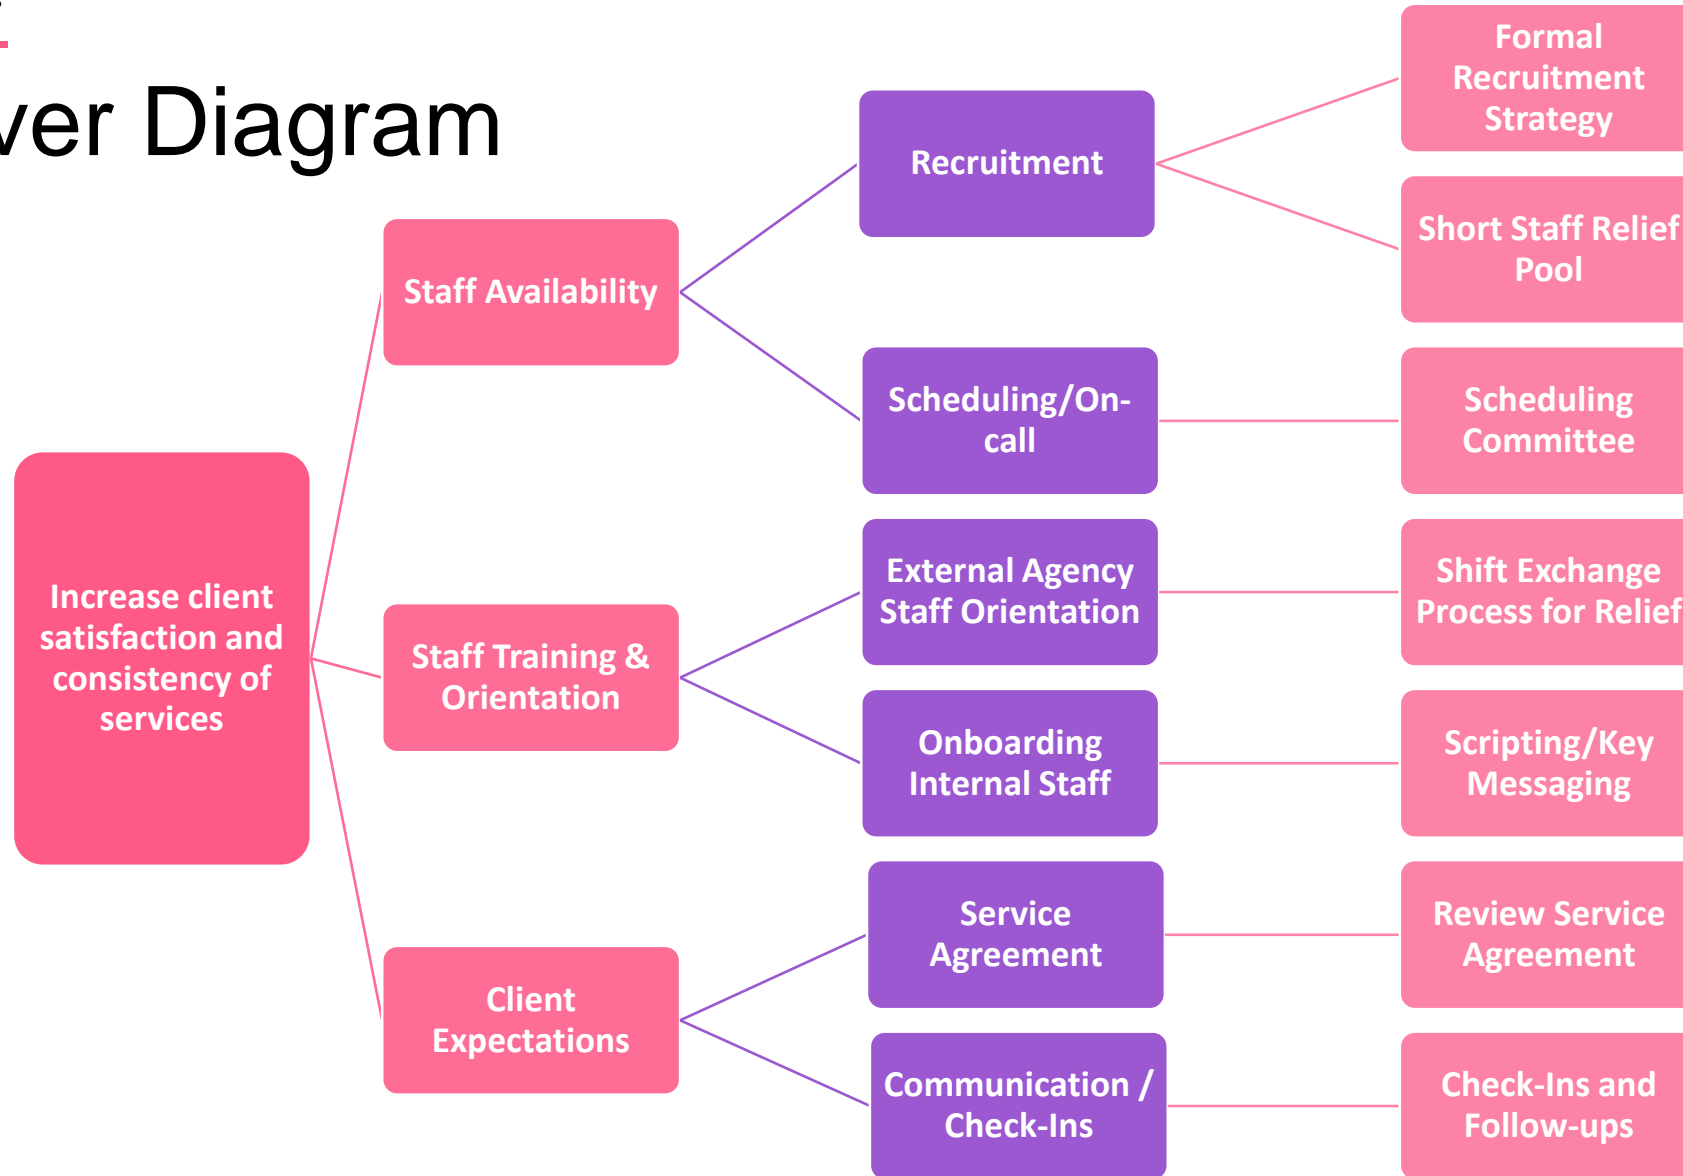 ver Diagram
Increase client
satisfaction and
consistency of
services
Staff Availability
Staff Training &
Orientation
Client
Expectations
Recruitment
Scheduling/On-
call
External Agency
Staff Orientation
Onboarding
Internal Staff
Service
Agreement
Communication /
Check-Ins
Formal
Recruitment
Strategy
Short Staff Relief
Pool
Scheduling
Committee
Shift Exchange
Process for Relief
Scripting/Key
Messaging
Review Service
Agreement
Check-Ins and
Follow-ups